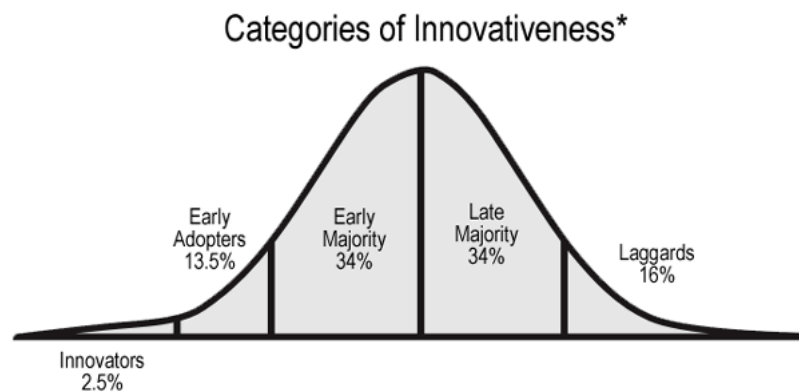 Categories of Innovativeness*
Early
Adopters
13.5%
Early
Majority
34%
Late
Majority
34%
Laggards
16%
Innovators
2.5%